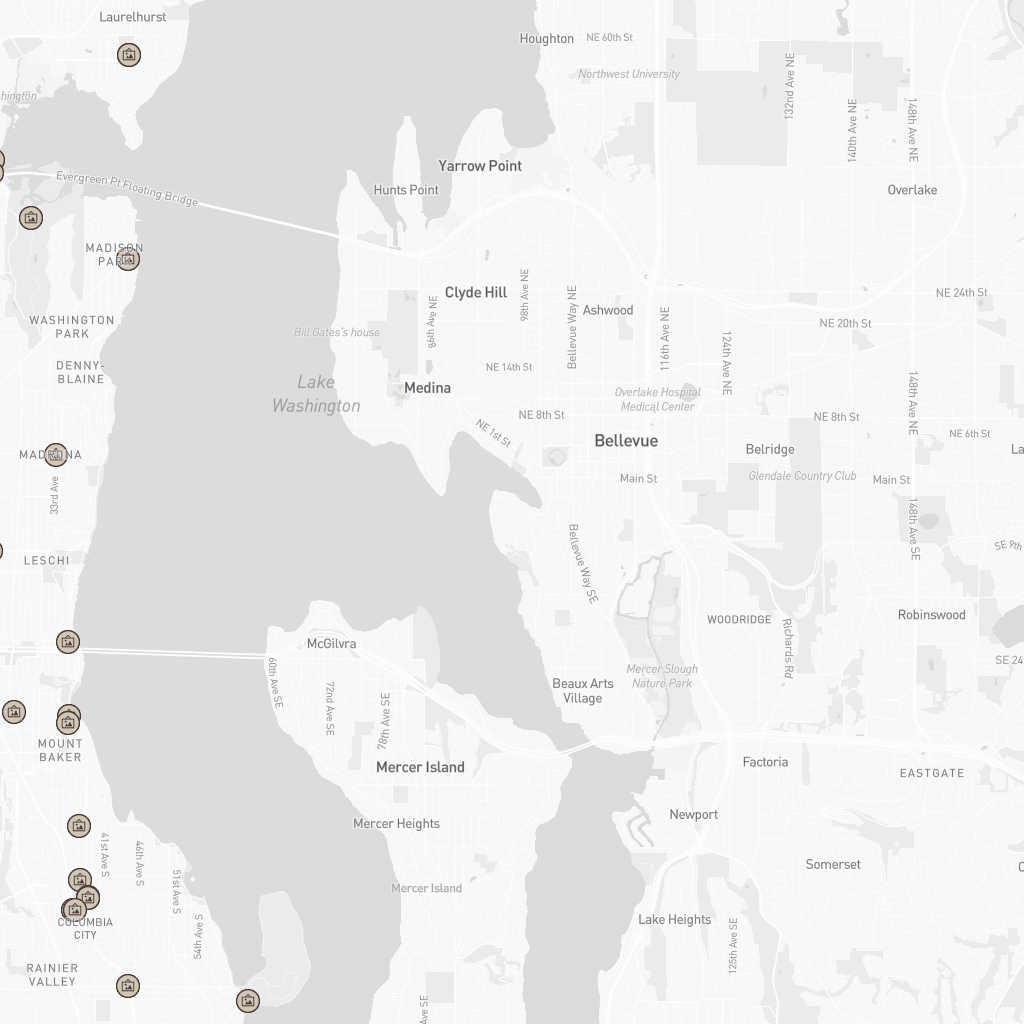 Laurelhurst
Houghton
NE 60th St
Northwest University
132nd Ave NE
140th Ave NE
148th Ave NE
Evergreen Pt Floating Bridge
Yarrow Point
Hunts Point
Overlake
MADISON
PARK
Clyde Hill
98th Ave NE
86th Ave NE
Bellevue Way NE
Ashwood
116th Ave NE
124th Ave NE
NE 24th St
NE 20th St
WASHINGTON
PARK
Bill Gates's house
DENNY-
BLAINE
Lake
Washington
NE 14th St
Medina
Overlake Hospital
Medical Center
NE 8th St
NE 8th St
148th Ave NE
NE 1st St
Bellevue
NE 6th St
Belridge
MADRONA
33rd Ave
Main St
Glendale Country Club
Main St
148th Ave SE
SE 9th
LESCHI
Bellevue Way SE
WOODRIDGE
Robinswood
McGilvra
Richards Rd
SE 24
60th Ave SE
72nd Ave SE
78th Ave SE
Mercer Slough
Nature Park
Beaux Arts
Village
MOUNT
BAKER
Mercer Island
Factoria
EASTGATE
Mercer Heights
Newport
41st Ave S
46th Ave S
51st Ave S
54th Ave S
Somerset
Mercer Island
COLUMBIA
CITY
Lake Heights
125th Ave SE
RAINIER
VALLEY
Ave SE